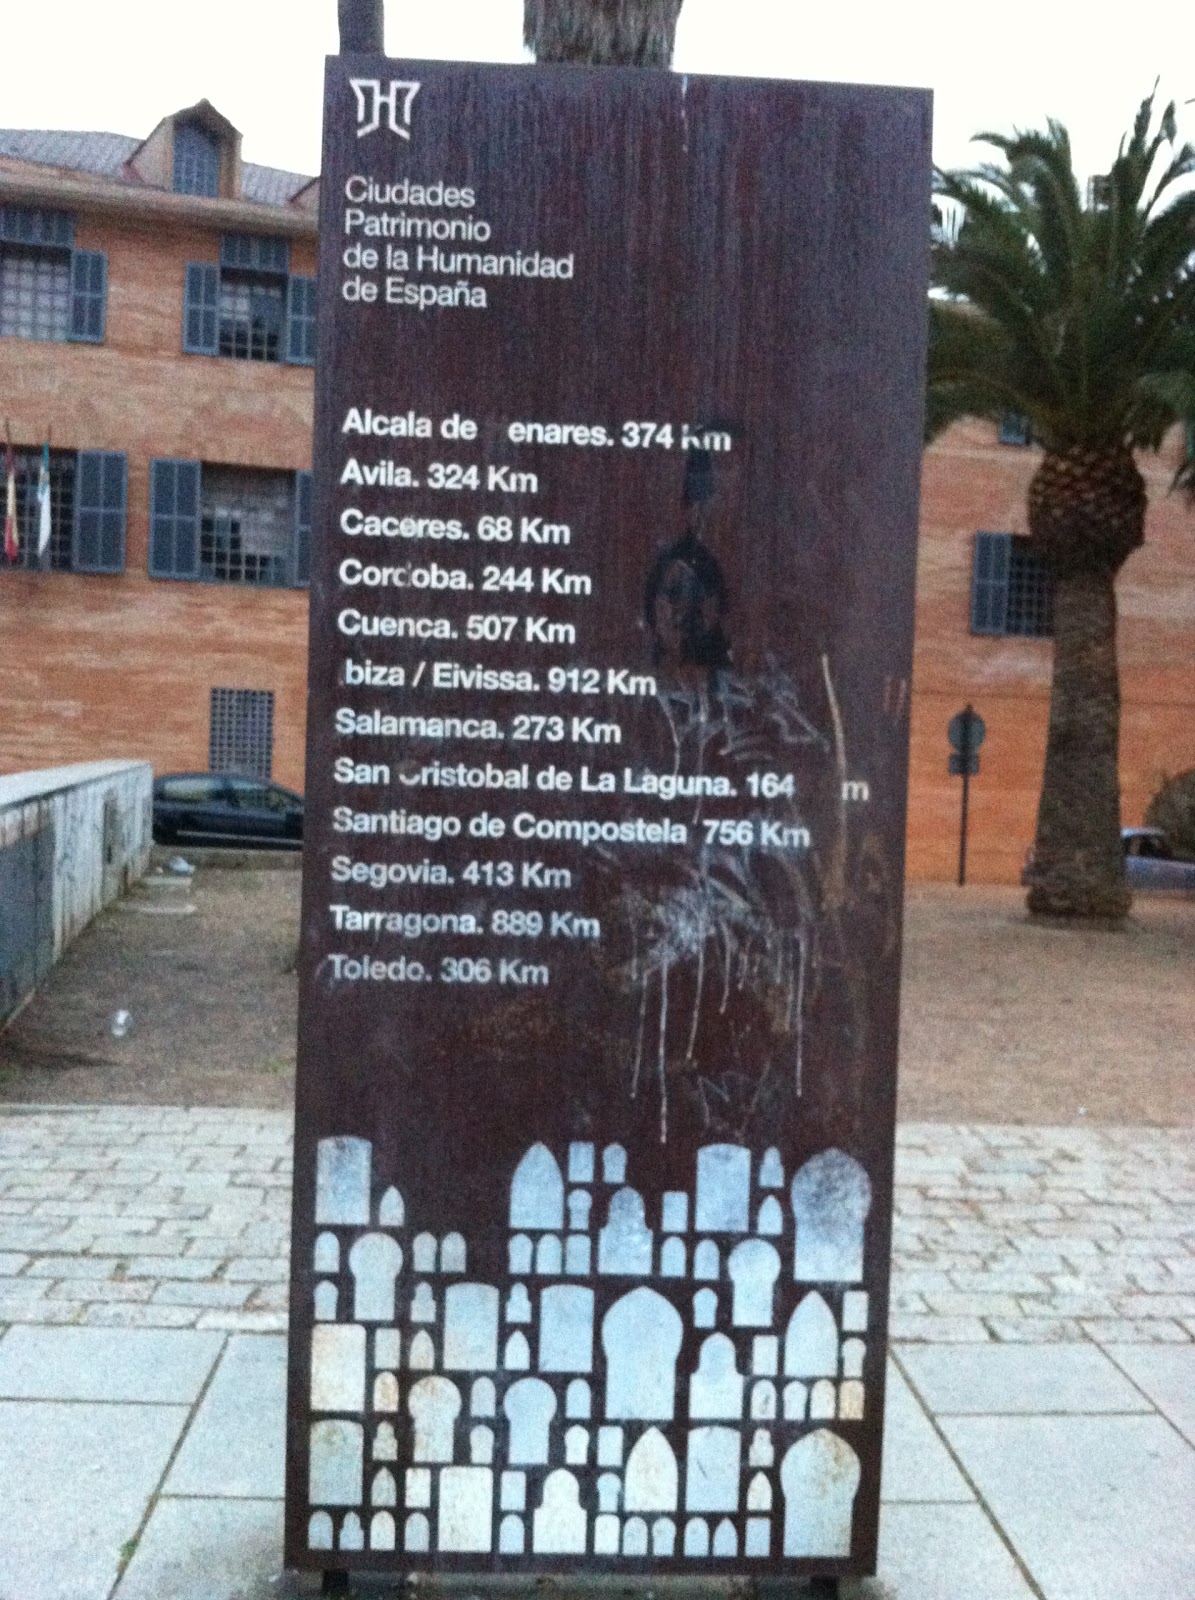 Ciudades
Patrimonio
de la Humanidad
de España
Alcala de enares. 374 Km
Avila. 324 Km
Caceres. 68 Km
Cordoba. 244 Km
Cuenca. 507 Km
biza / Eivissa. 912 Km
Salamanca. 273 Km
San Cristobal de La Laguna. 164 m
Santiago de Compostela 756 Km
Segovia. 413 Km
Tarragona. 889 Km
Toledo. 306 Km